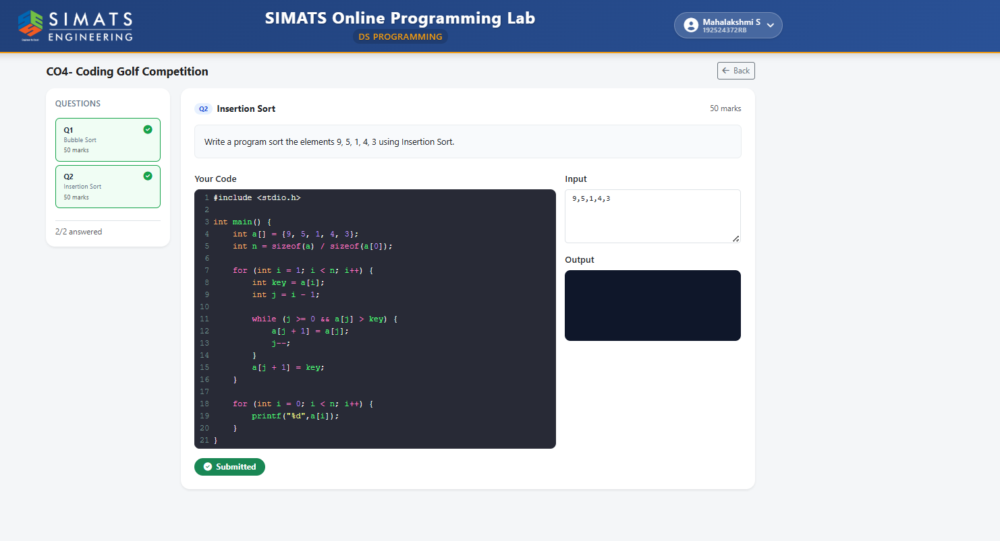 SIMATS
ENGINEERING
SIMATS Online Programming Lab
DS PROGRAMMING
Mahalakshmi S
192524372RB
CO4- Coding Golf Competition
← Back
QUESTIONS
Q1
Bubble Sort
50 marks
Q2
Insertion Sort
50 marks
2/2 answered
Q2 Insertion Sort
50 marks
Write a program sort the elements 9, 5, 1, 4, 3 using Insertion Sort.
Your Code
1 #include <stdio.h>
2
3 int main() {
4     int a[] = {9, 5, 1, 4, 3};
5     int n = sizeof(a) / sizeof(a[0]);
6
7     for (int i = 1; i < n; i++) {
8         int key = a[i];
9         int j = i - 1;
10
11         while (j >= 0 && a[j] > key) {
12             a[j + 1] = a[j];
13             j--;
14         }
15         a[j + 1] = key;
16     }
17
18     for (int i = 0; i < n; i++) {
19         printf("%d",a[i]);
20     }
21 }
Submitted
Input
9,5,1,4,3
Output